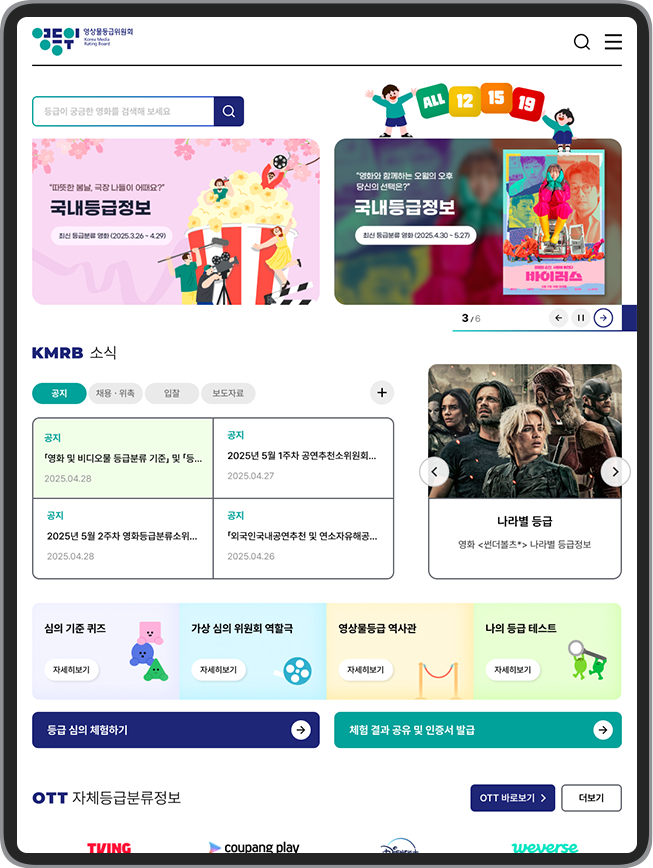 영등위 영상물등급위원회
Korea Media
Rating Board
등급이 궁금한 영화를 검색해 보세요
ALL 12 15 19
"따뜻한 봄날, 극장 나들이 어때요?"
국내등급정보
최신 등급분류 영화 (2025.3.26 ~ 4.29)
"영화와 함께하는 오월의 오후
당신의 선택은?"
국내등급정보
최신 등급분류 영화 (2025.4.30 ~ 5.27)
바이러스
3 / 6
KMRB 소식
공지 채용 · 위촉 입찰 보도자료
공지
「영화 및 비디오물 등급분류 기준」 및 「등...
2025.04.28
공지
2025년 5월 1주차 공연추천소위원회...
2025.04.27
공지
2025년 5월 2주차 영화등급분류소위...
2025.04.28
공지
「외국인국내공연추천 및 연소자유해공...
2025.04.26
나라별 등급
영화 <썬더볼츠*> 나라별 등급정보
심의 기준 퀴즈
자세히보기
가상 심의 위원회 역할극
자세히보기
영상물등급 역사관
자세히보기
나의 등급 테스트
자세히보기
등급 심의 체험하기
체험 결과 공유 및 인증서 발급
OTT 자체등급분류정보
OTT 바로보기
더보기
TVING
coupang play
Disney
weverse